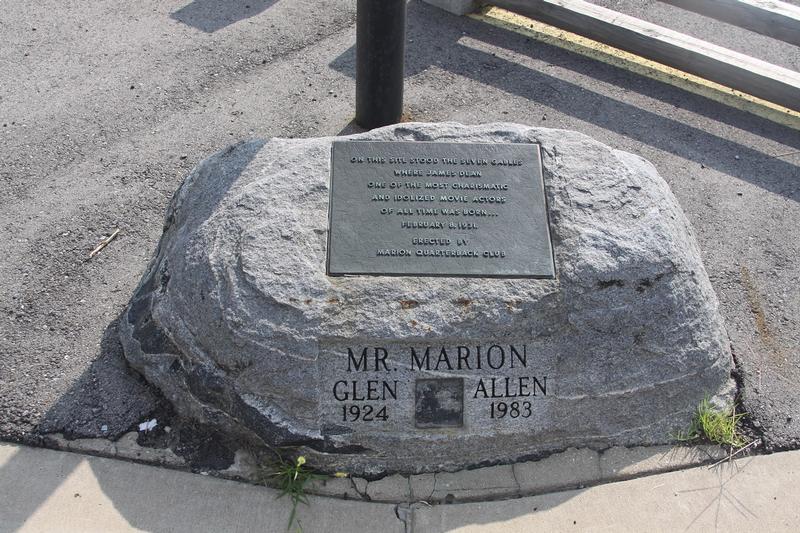 ON THIS SITE STOOD THE SEVEN GABLES
WHERE JAMES DEAN
ONE OF THE MOST CHARISMATIC
AND IDOLIZED MOVIE ACTORS
OF ALL TIME WAS BORN...
FEBRUARY 8, 1931.
ERECTED BY
MARION QUARTERBACK CLUB
MR. MARION
GLEN ALLEN
1924 1983